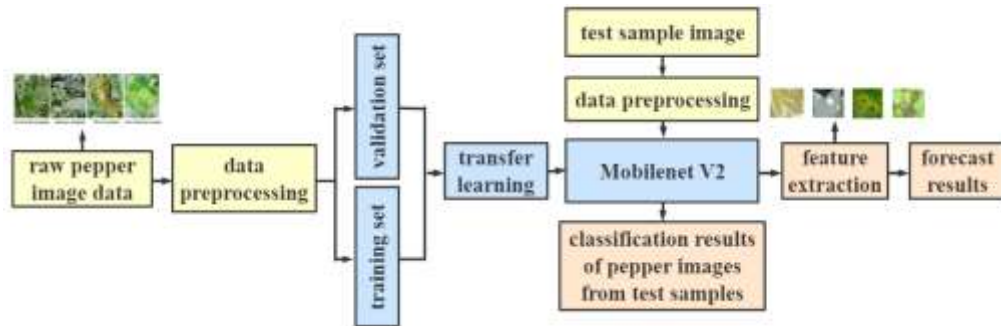 raw pepper
image data
data
preprocessing
validation set
training set
transfer
learning
test sample image
data preprocessing
Mobilenet V2
classification results
of pepper images
from test samples
feature
extraction
forecast
results